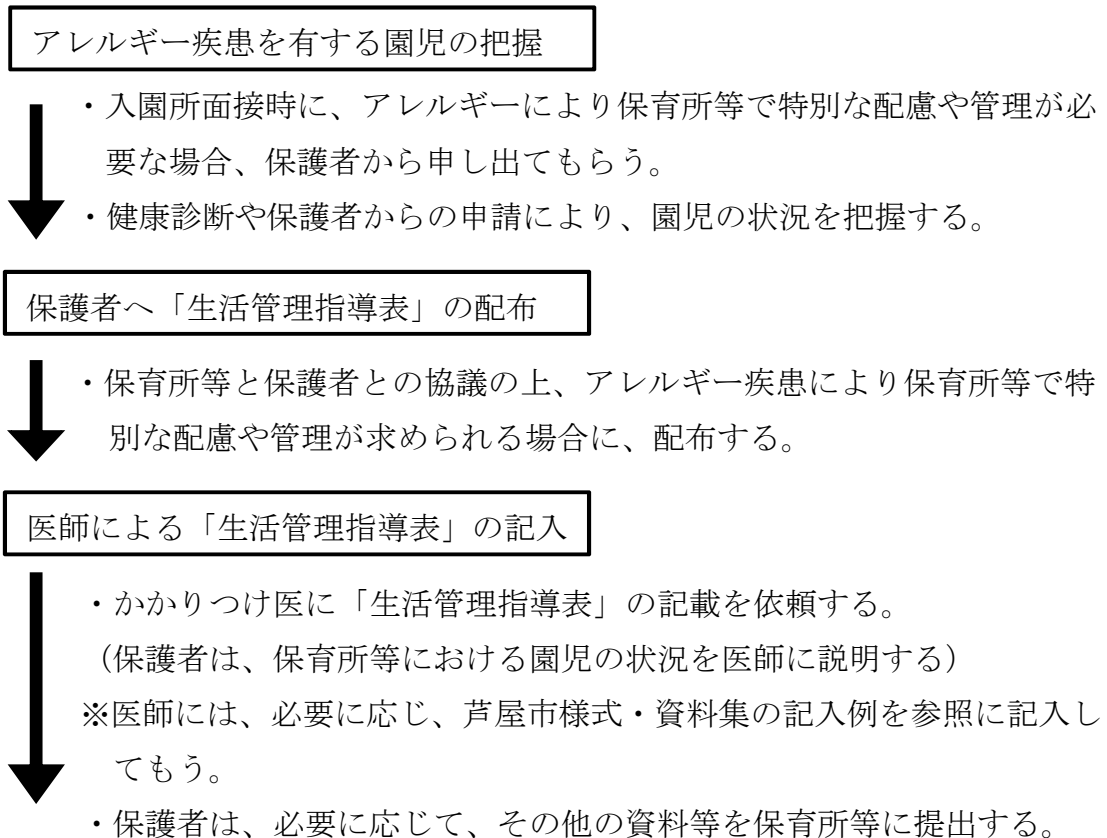 アレルギー疾患を有する園児の把握
・入園所面接時に、アレルギーにより保育所等で特別な配慮や管理が必
要な場合、保護者から申し出てもらう。
・健康診断や保護者からの申請により、園児の状況を把握する。
保護者へ「生活管理指導表」の配布
・保育所等と保護者との協議の上、アレルギー疾患により保育所等で特
別な配慮や管理が求められる場合に、配布する。
医師による「生活管理指導表」の記入
・かかりつけ医に「生活管理指導表」の記載を依頼する。
（保護者は、保育所等における園児の状況を医師に説明する）
※医師には、必要に応じ、芦屋市様式・資料集の記入例を参照に記入し
てもう。
・保護者は、必要に応じて、その他の資料等を保育所等に提出する。